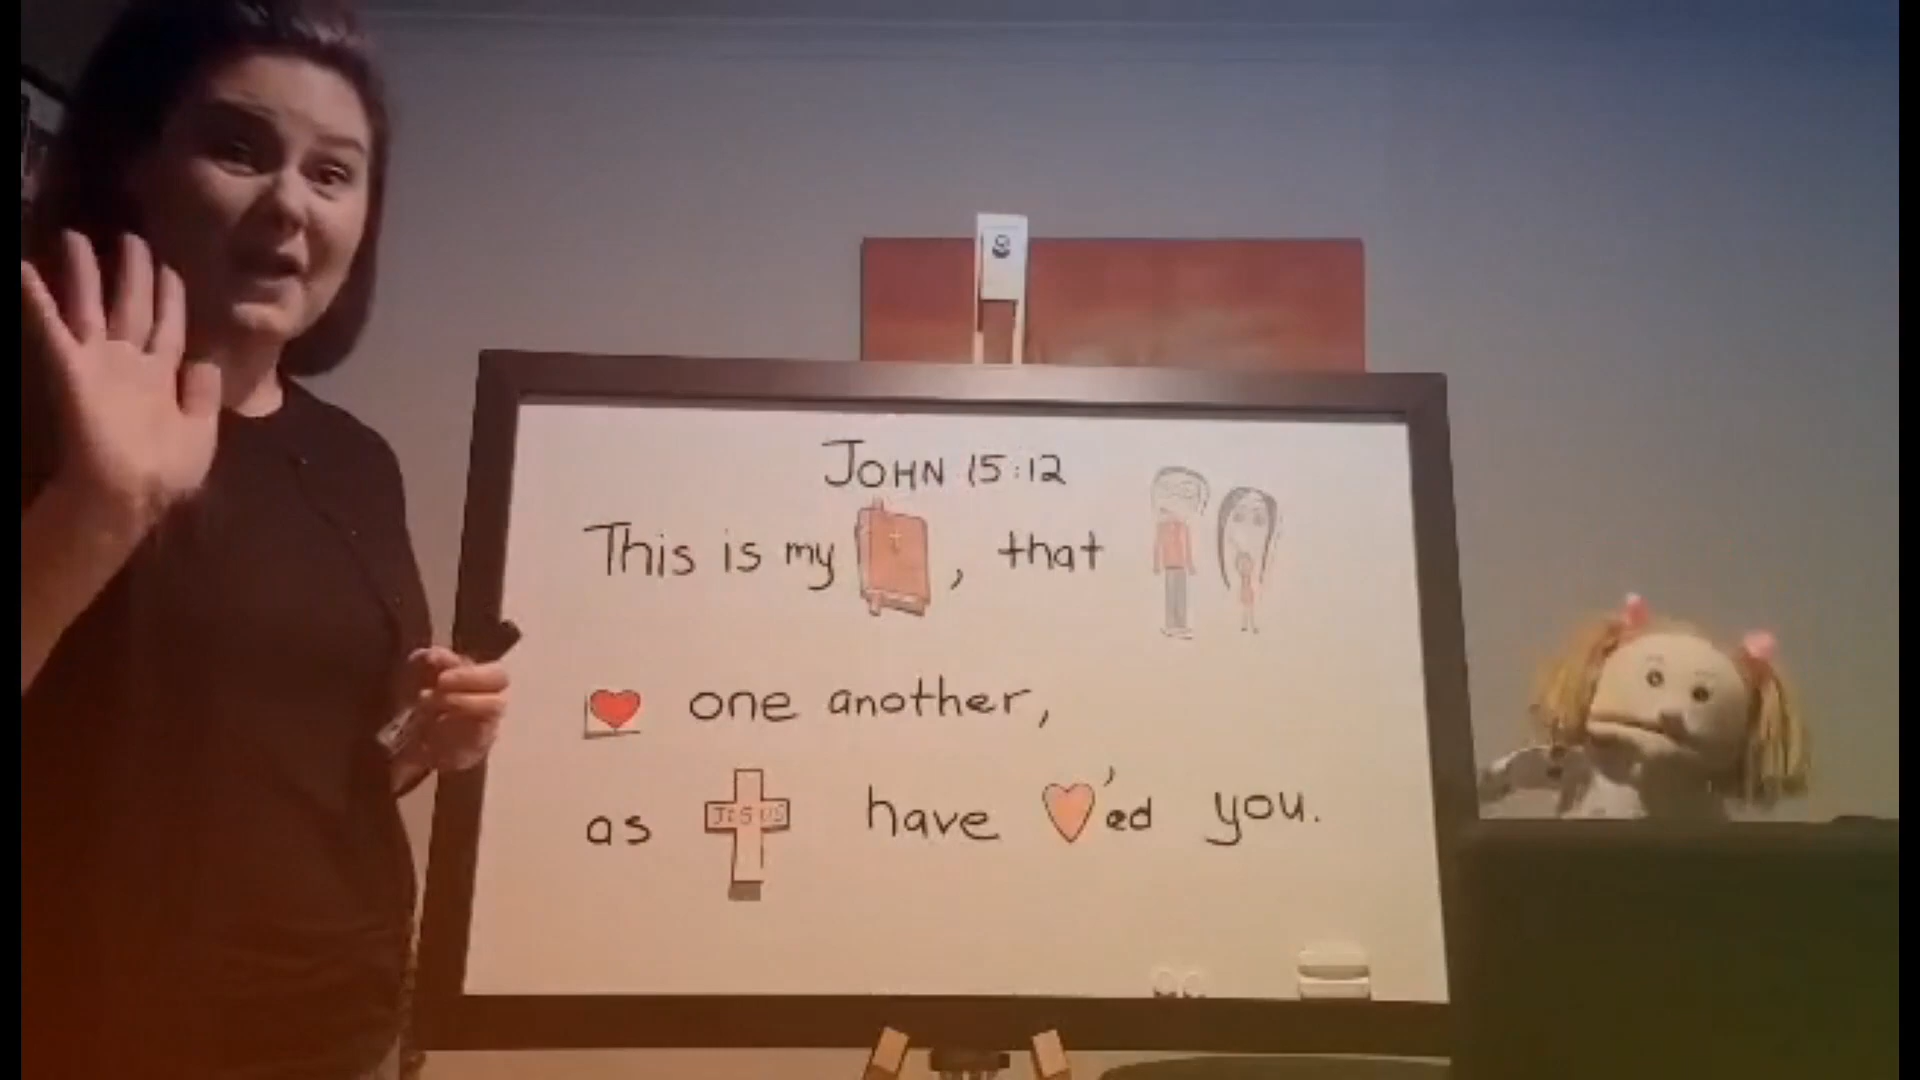 JOHN 15:12
This is my , that
one another,
as JESUS have 'ed you.